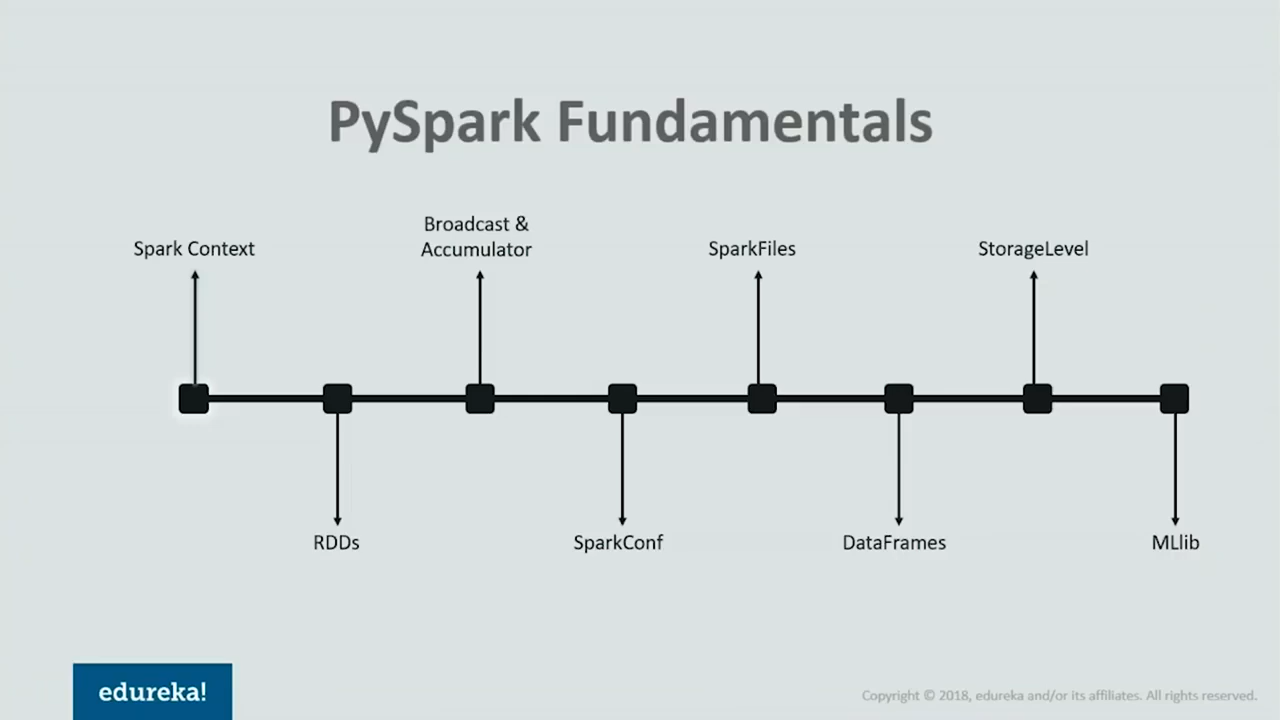 PySpark Fundamentals
Spark Context
Broadcast &
Accumulator
SparkFiles
StorageLevel
RDDs
SparkConf
DataFrames
MLlib
edureka!
Copyright © 2018, edureka and/or its affiliates. All rights reserved.